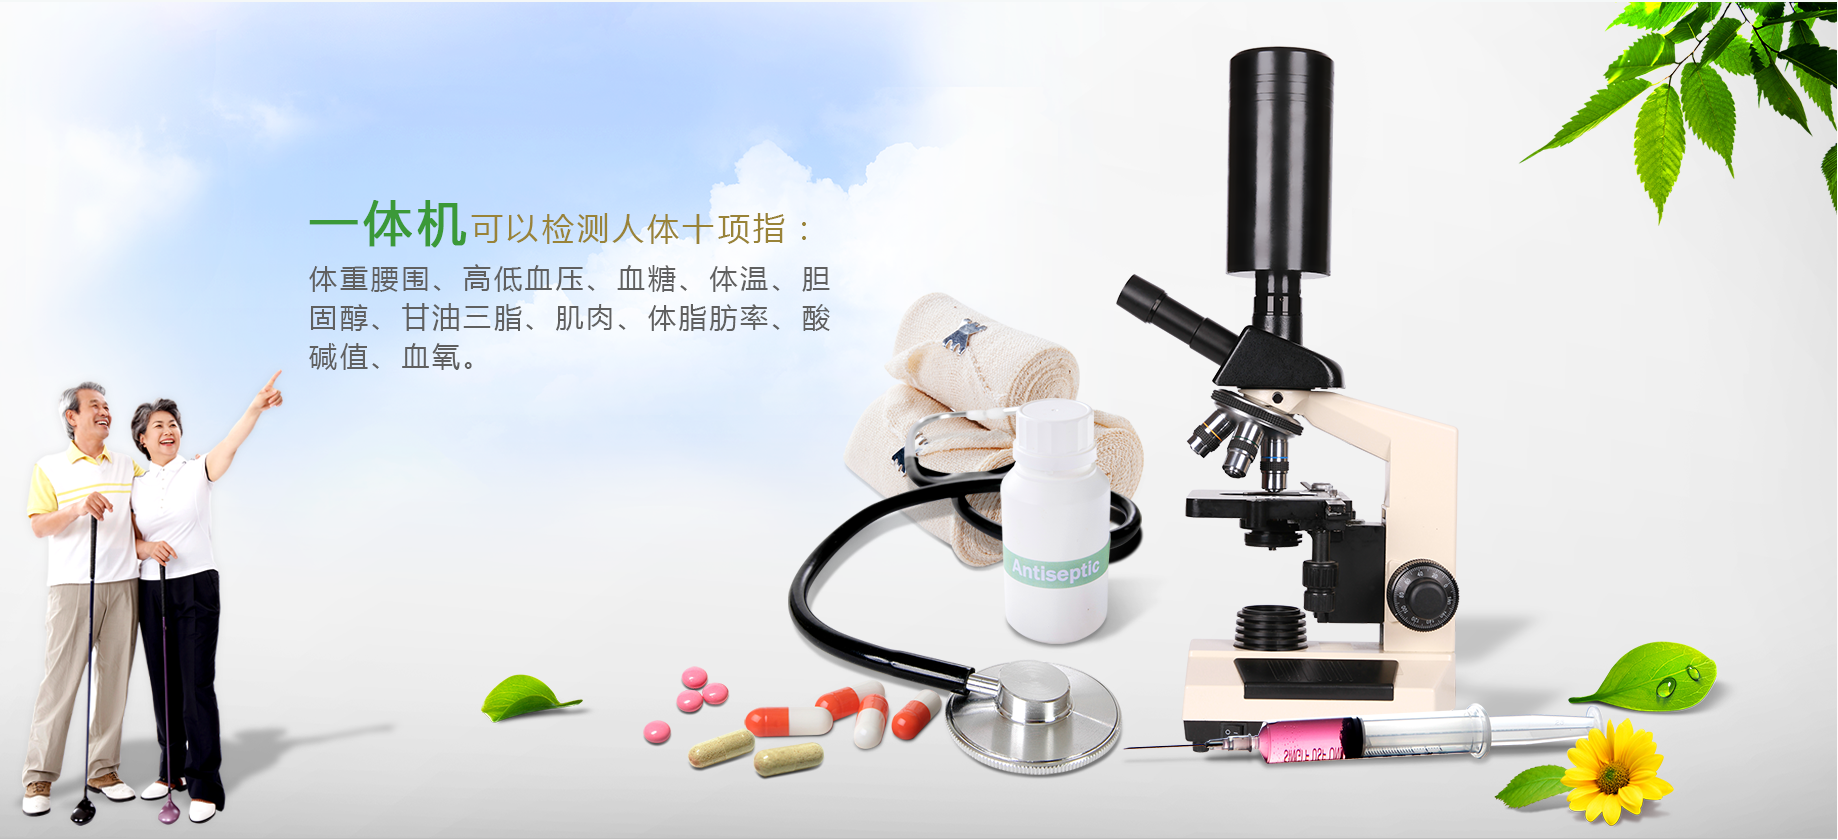 一体机可以检测人体十项指：
体重腰围、高低血压、血糖、体温、胆
固醇、甘油三脂、肌肉、体脂肪率、酸
碱值、血氧。
Antiseptic